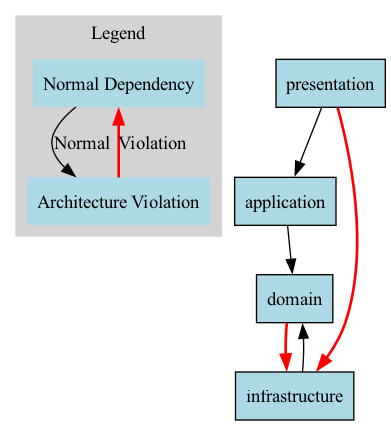 Legend
Normal Dependency
Normal
Violation
Architecture Violation
presentation
application
domain
infrastructure